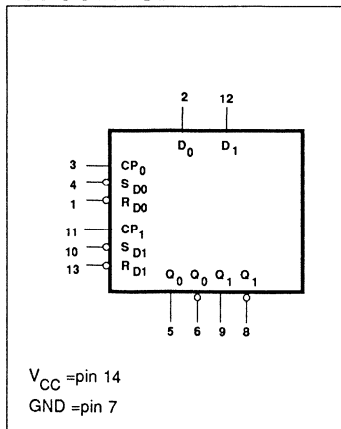 2 12
D0 D1
3 CP0
4 SD0
1 RD0
11 CP1
10 SD1
13 RD1
Q0 Q0 Q1 Q1
5 6 9 8
VCC =pin 14
GND =pin 7